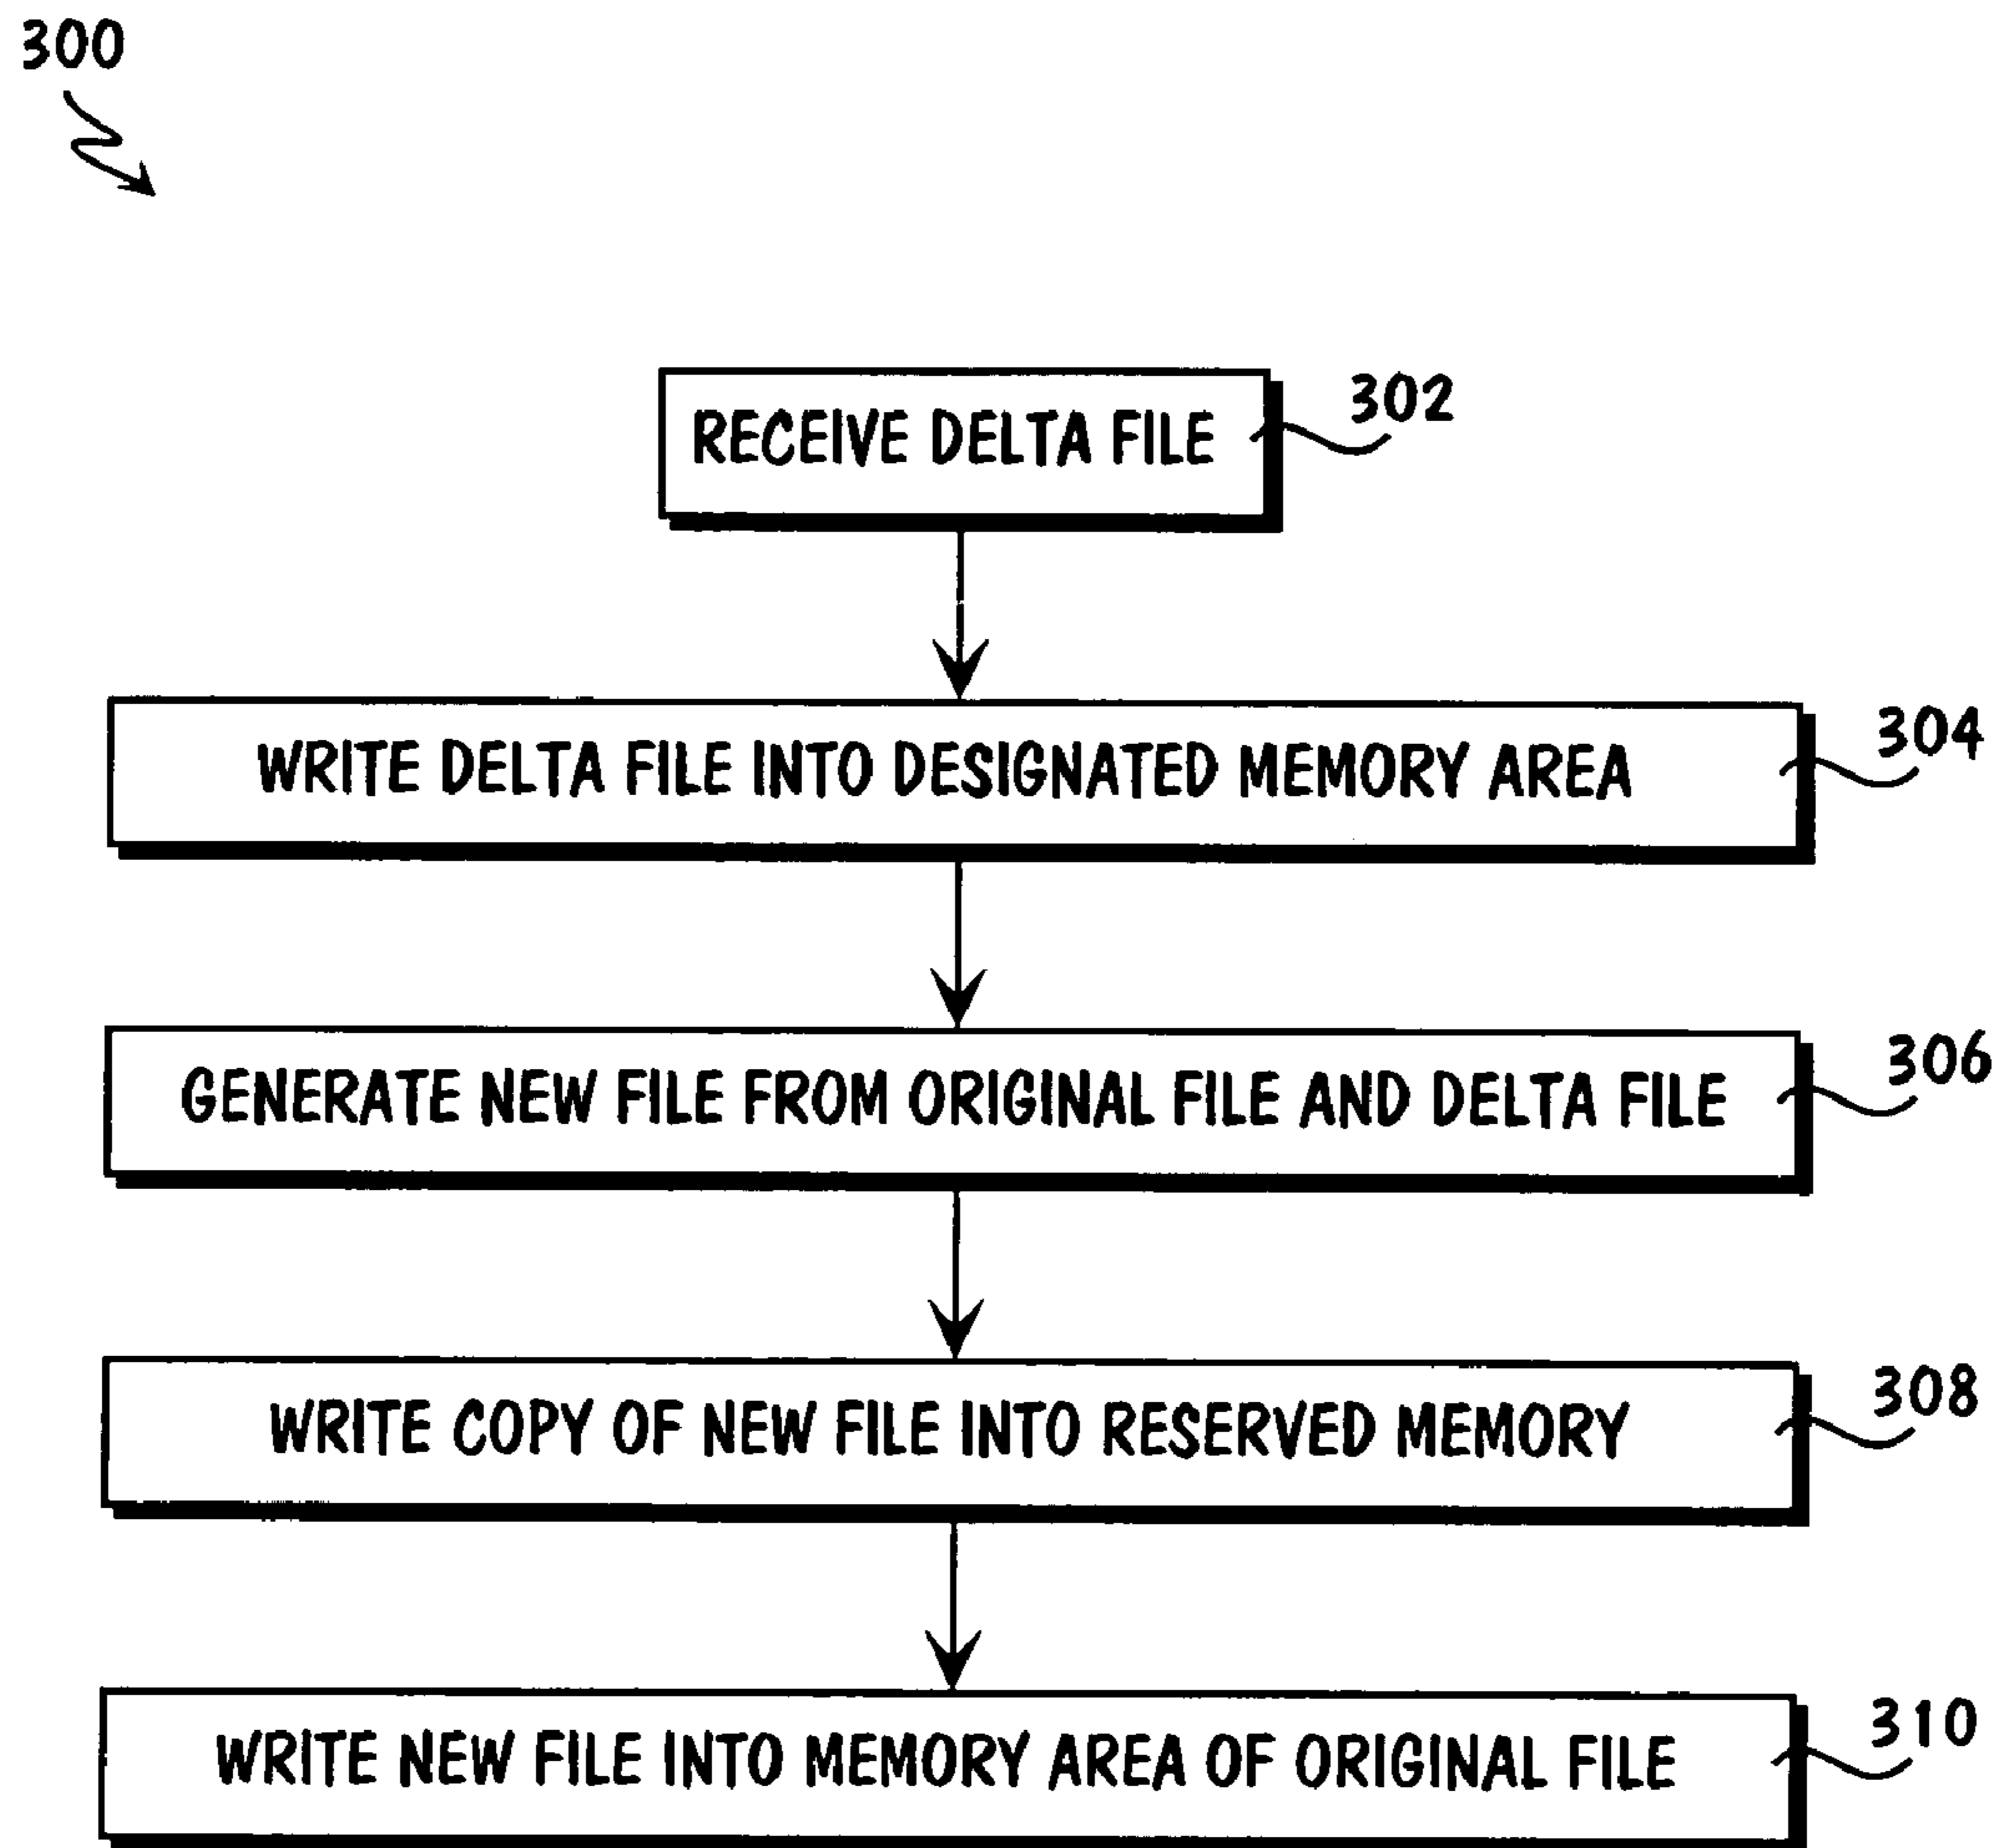 300
RECEIVE DELTA FILE
302
WRITE DELTA FILE INTO DESIGNATED MEMORY AREA
304
GENERATE NEW FILE FROM ORIGINAL FILE AND DELTA FILE
306
WRITE COPY OF NEW FILE INTO RESERVED MEMORY
308
WRITE NEW FILE INTO MEMORY AREA OF ORIGINAL FILE
310